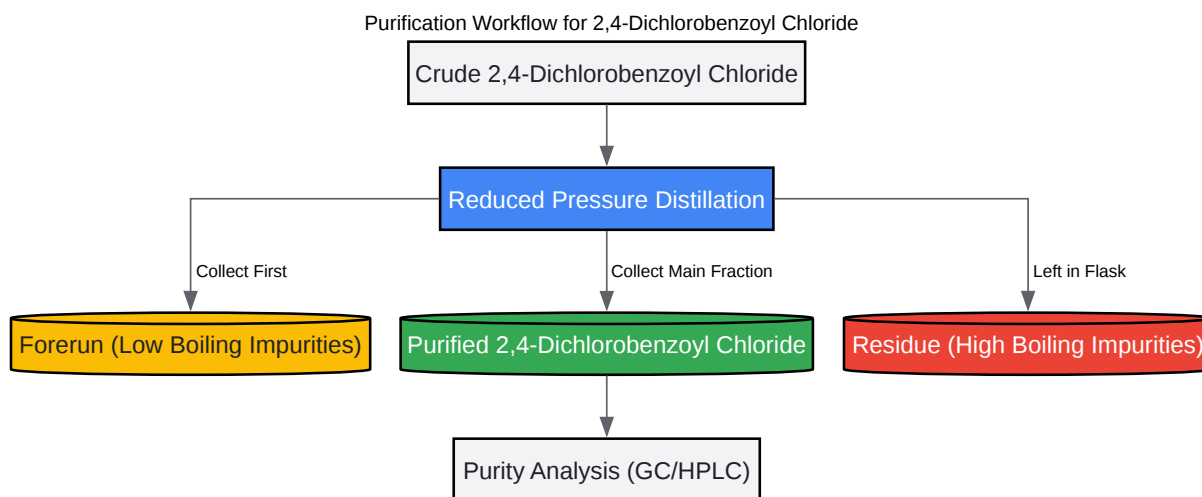 Purification Workflow for 2,4-Dichlorobenzoyl Chloride
Crude 2,4-Dichlorobenzoyl Chloride
Reduced Pressure Distillation
Collect First
Collect Main Fraction
Left in Flask
Forerun (Low Boiling Impurities)
Purified 2,4-Dichlorobenzoyl Chloride
Residue (High Boiling Impurities)
Purity Analysis (GC/HPLC)